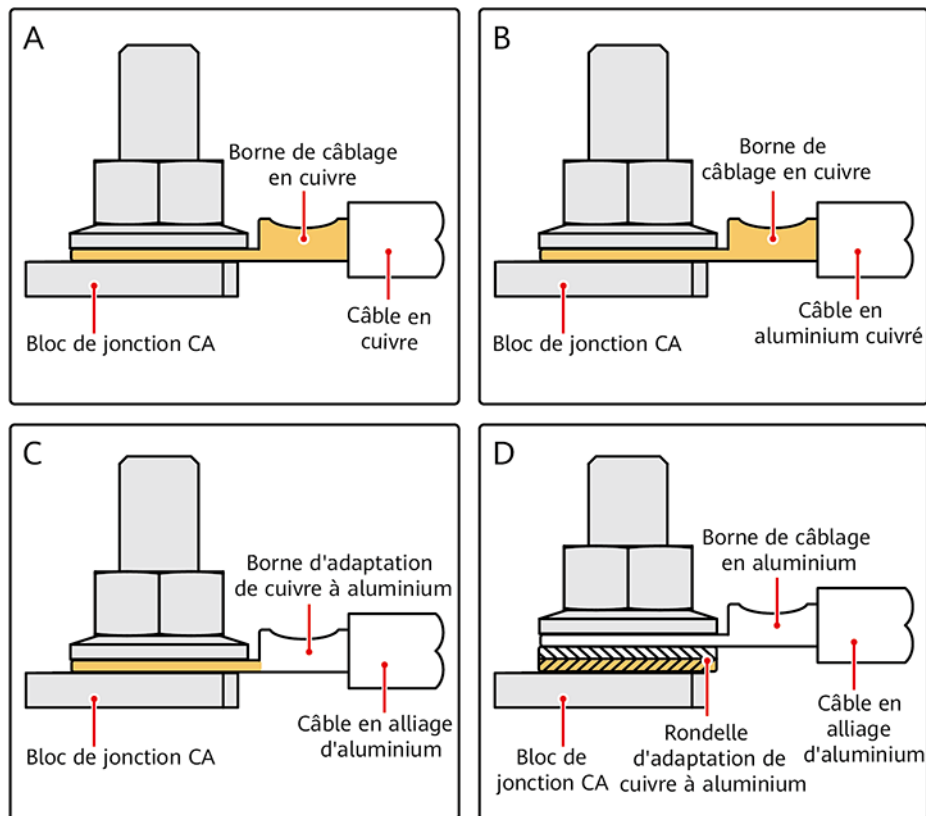 A
Borne de câblage
en cuivre
Câble en
cuivre
Bloc de jonction CA
B
Borne de
câblage en cuivre
Câble en
aluminium cuivré
Bloc de jonction CA
C
Borne d'adaptation
de cuivre à aluminium
Câble en alliage
d'aluminium
Bloc de jonction CA
D
Borne de câblage
en aluminium
Câble en
alliage
d'aluminium
Rondelle
d'adaptation de
cuivre à aluminium
Bloc de
jonction CA